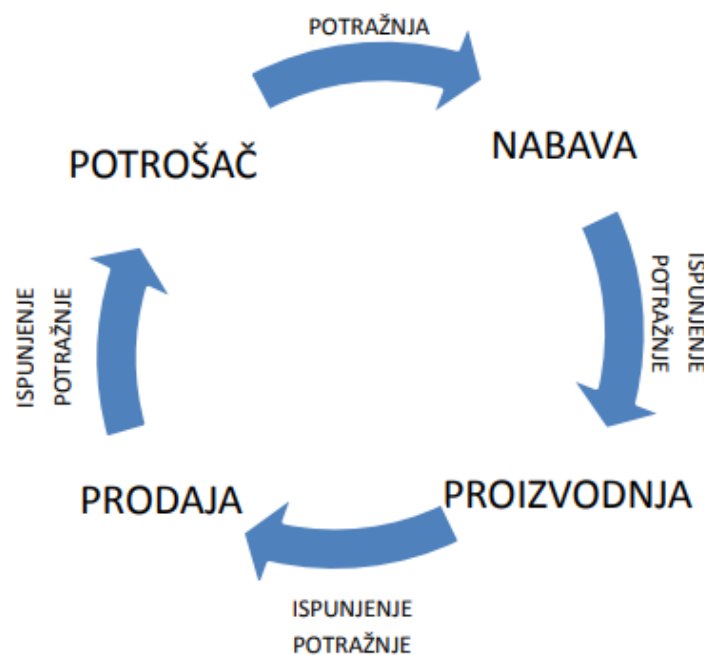 POTRAŽNJA
POTROŠAČ
NABAVA
ISPUNJENJE
POTRAŽNJE
ISPUNJENJE
POTRAŽNJE
PRODAJA
PROIZVODNJA
ISPUNJENJE
POTRAŽNJE